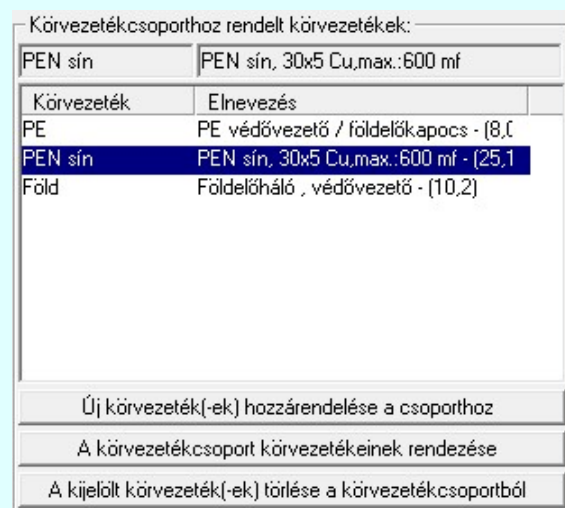 Körvezetékcsoporthoz rendelt körvezetékek:
PEN sín PEN sín, 30x5 Cu,max.:600 mf
Körvezeték Elnevezés
PE PE védővezető / földelőkapocs - (8,0
PEN sín PEN sín, 30x5 Cu,max.:600 mf - (25,1
Föld Földelőháló , védővezető - (10,2)
Új körvezeték(-ek) hozzárendelése a csoporthoz
A körvezetékcsoport körvezetékeinek rendezése
A kijelölt körvezeték(-ek) törlése a körvezetékcsoportból